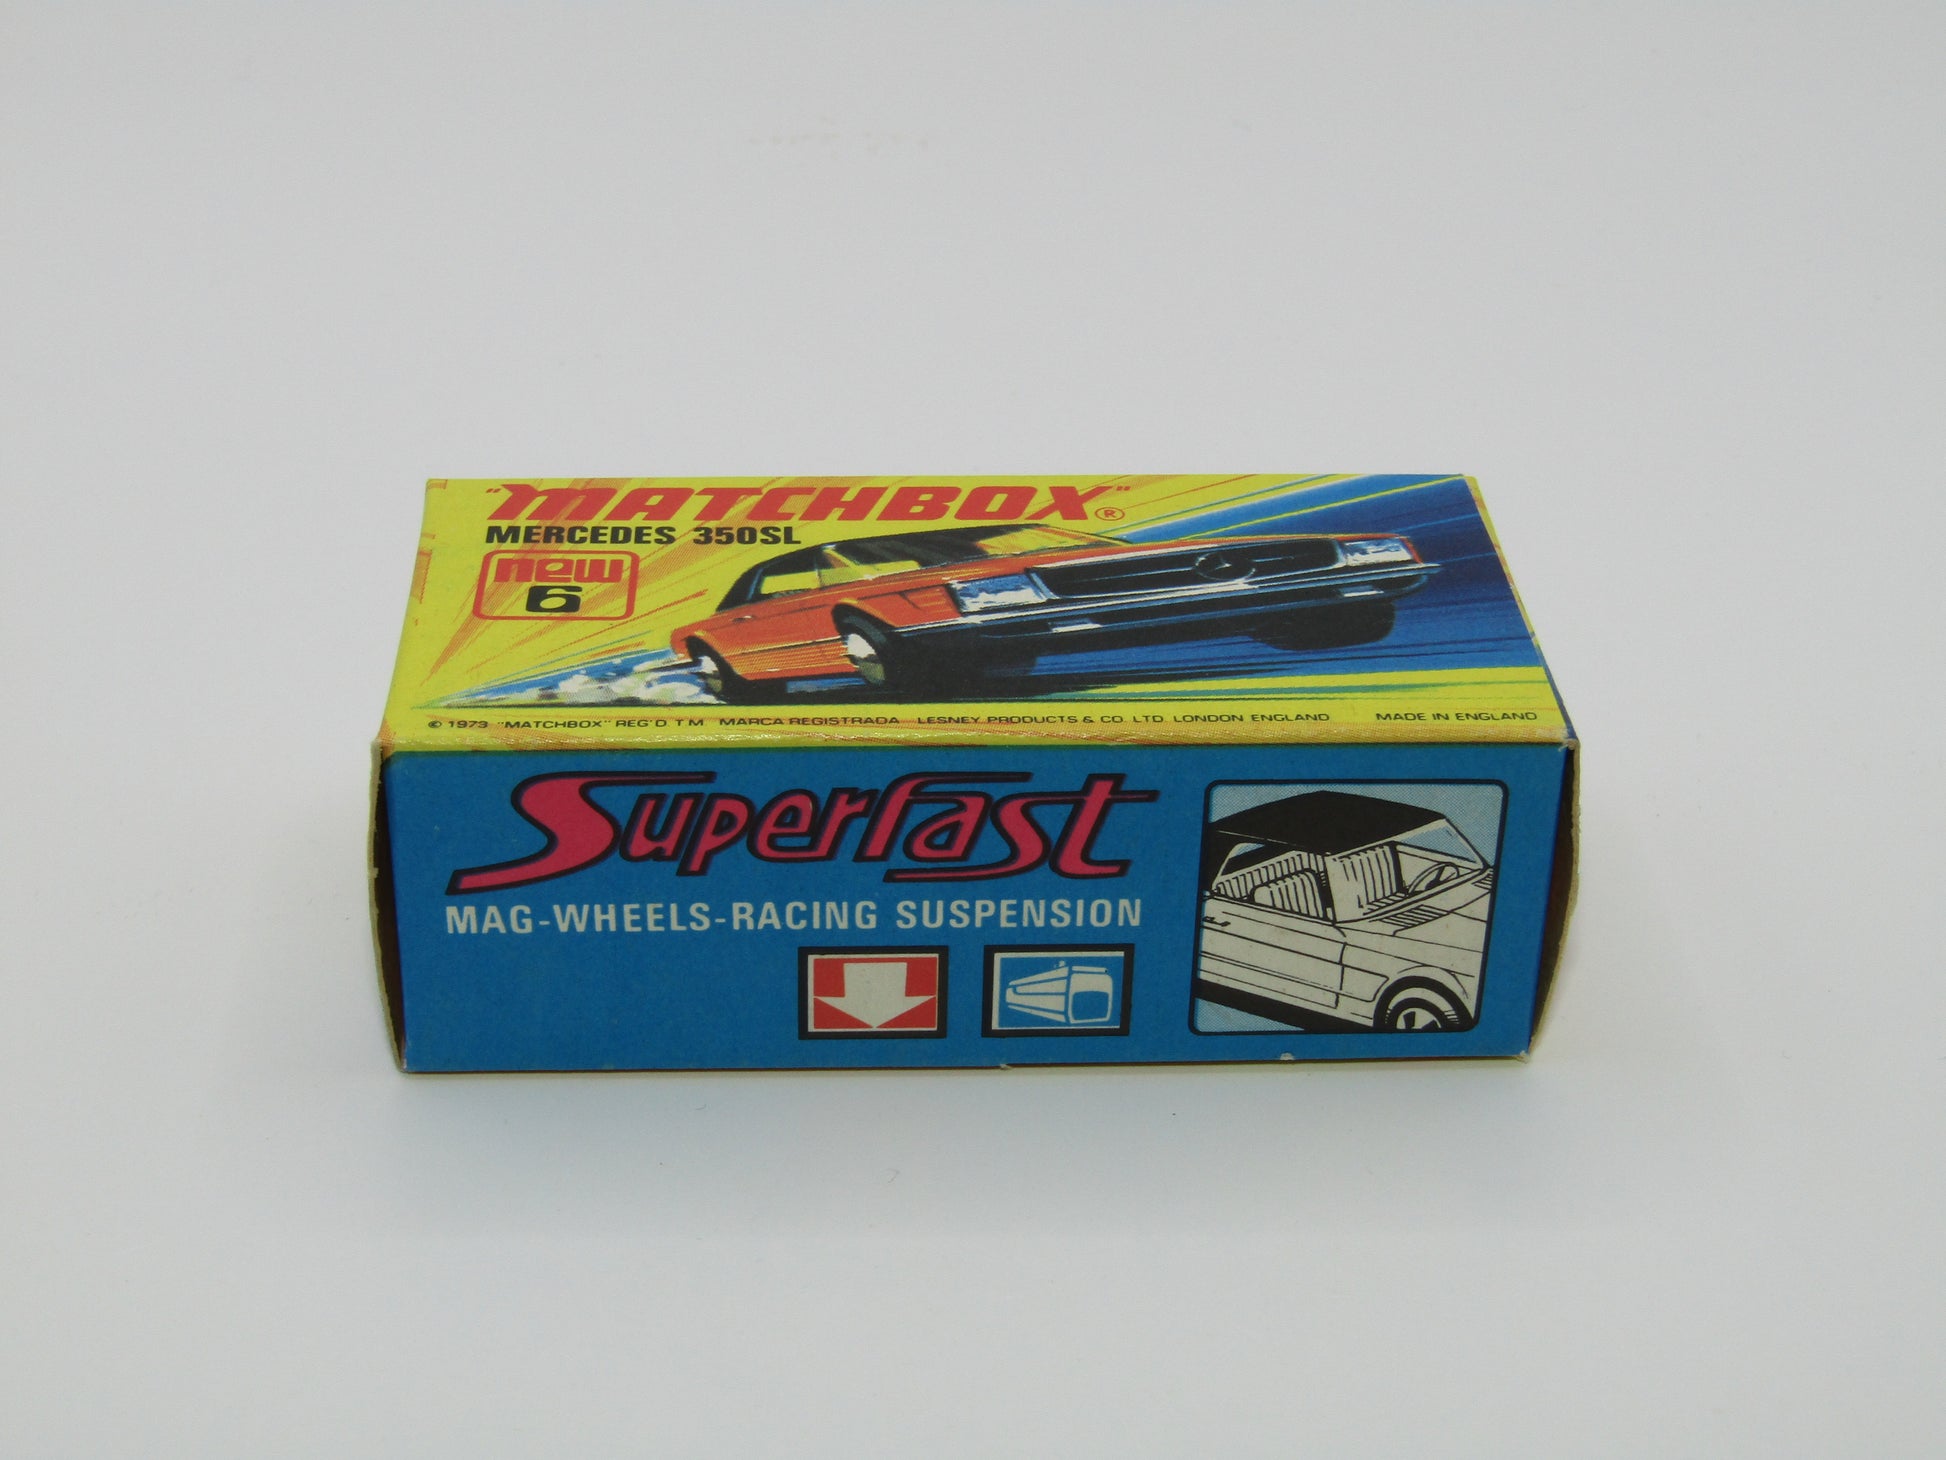 "MATCHBOX"®
MERCEDES 350SL
new
6
© 1973 "MATCHBOX" REG'D T M MARCA REGISTRADA LESNEY PRODUCTS & CO. LTD. LONDON ENGLAND MADE IN ENGLAND
Superfast
MAG-WHEELS-RACING SUSPENSION